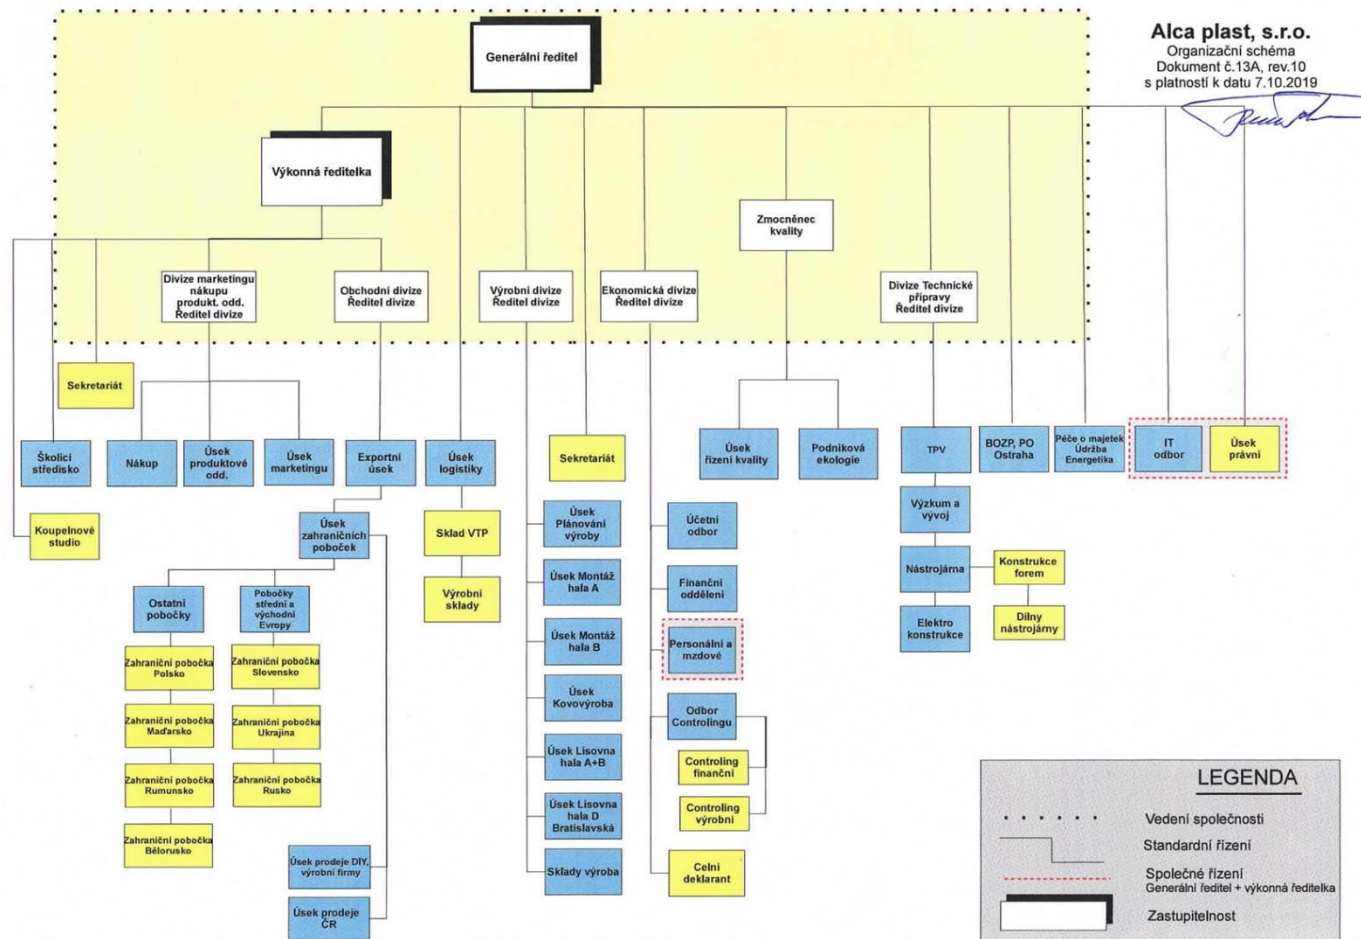 Alca plast, s.r.o.
Organizační schéma
Dokument č.13A, rev.10
s platností k datu 7.10.2019
Generální ředitel
Výkonná ředitelka
Zmocněnec
kvality
Divize marketingu
nákupu
produkt. odd.
Ředitel divize
Obchodní divize
Ředitel divize
Výrobní divize
Ředitel divize
Ekonomická divize
Ředitel divize
Divize Technické
přípravy
Ředitel divize
Sekretariát
Školící
středisko
Nákup
Úsek
produktové
odd.
Úsek
marketingu
Exportní
úsek
Úsek
logistiky
Sekretariát
Úsek
řízení kvality
Podniková
ekologie
TPV
BOZP, PO
Ostraha
Péče o majetek
Údržba
Energetika
IT
odbor
Úsek
právní
Koupelnové
studio
Úsek
zahraničních
poboček
Sklad VTP
Úsek
Plánování
výroby
Účetní
odbor
Výzkum a
vývoj
Ostatní
pobočky
Pobočky
střední a
východní
Evropy
Výrobní
sklady
Úsek Montáž
hala A
Finanční
oddělení
Nástrojárna
Konstrukce
forem
Elektro
konstrukce
Dílny
nástrojárny
Zahraniční pobočka
Polsko
Zahraniční pobočka
Slovensko
Úsek Montáž
hala B
Personální a
mzdové
Zahraniční pobočka
Maďarsko
Zahraniční pobočka
Ukrajina
Úsek
Kovovýroba
Odbor
Controlingu
Zahraniční pobočka
Rumunsko
Zahraniční pobočka
Rusko
Úsek Lisovna
hala A+B
Controling
finanční
Zahraniční pobočka
Bělorusko
Úsek Lisovna
hala D
Bratislavská
Controling
výrobní
Úsek prodeje DIY,
výrobní firmy
Sklady výroba
Celní
deklarant
Úsek prodeje
ČR
LEGENDA
Vedení společnosti
Standardní řízení
Společné řízení
Generální ředitel + výkonná ředitelka
Zastupitelnost